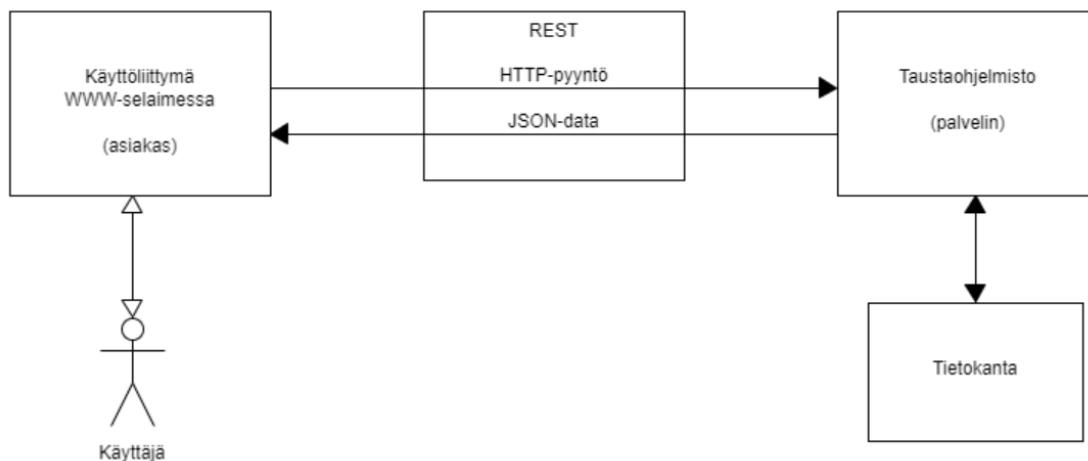 Käyttöliittymä
WWW-selaimessa
(asiakas)
REST
HTTP-pyyntö
JSON-data
Taustaohjelmisto
(palvelin)
Tietokanta
Käyttäjä